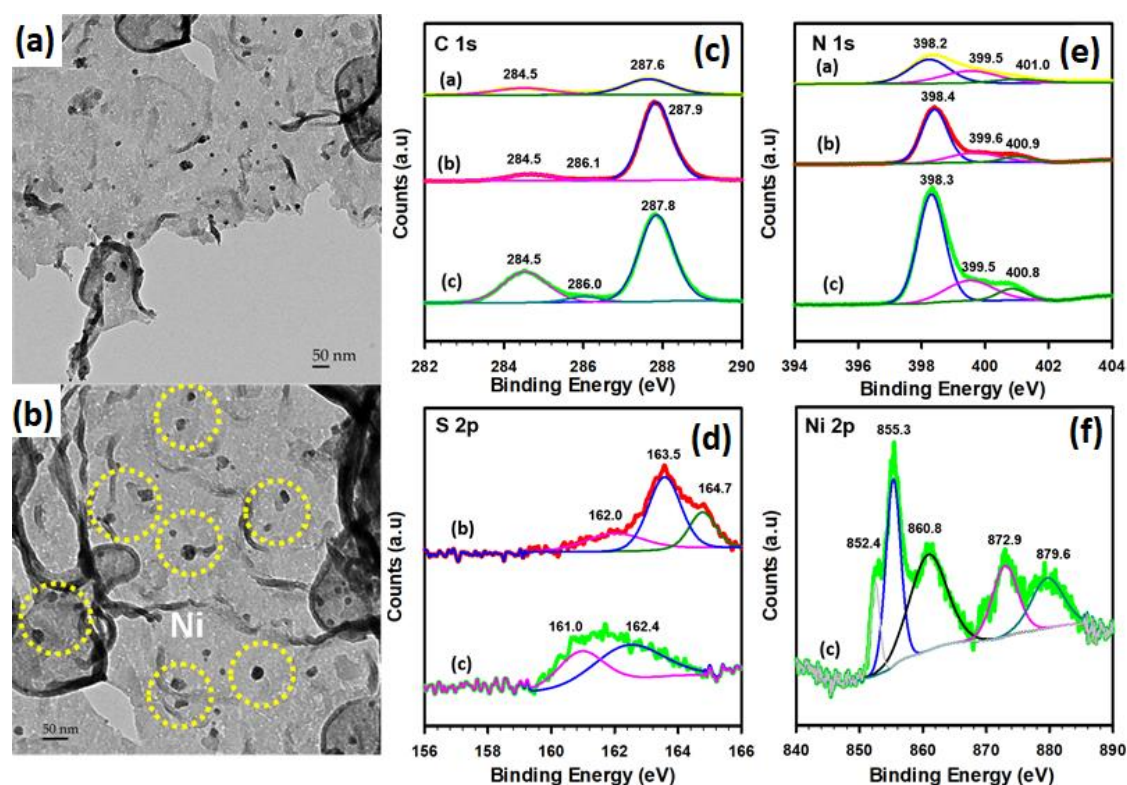 (a)
50 nm
(b)
Ni
50 nm
C 1s
(c)
(a)
284.5
287.6
(b)
284.5
286.1
287.9
(c)
284.5
286.0
287.8
Counts (a.u)
282 284 286 288 290
Binding Energy (eV)
N 1s
(e)
(a)
398.2
399.5
401.0
(b)
398.4
399.6
400.9
(c)
398.3
399.5
400.8
Counts (a.u)
394 396 398 400 402 404
Binding Energy (eV)
S 2p
(d)
(b)
162.0
163.5
164.7
(c)
161.0
162.4
Counts (a.u)
156 158 160 162 164 166
Binding Energy (eV)
Ni 2p
(f)
852.4
855.3
860.8
872.9
879.6
(c)
Counts (a.u)
840 850 860 870 880 890
Binding Energy (eV)